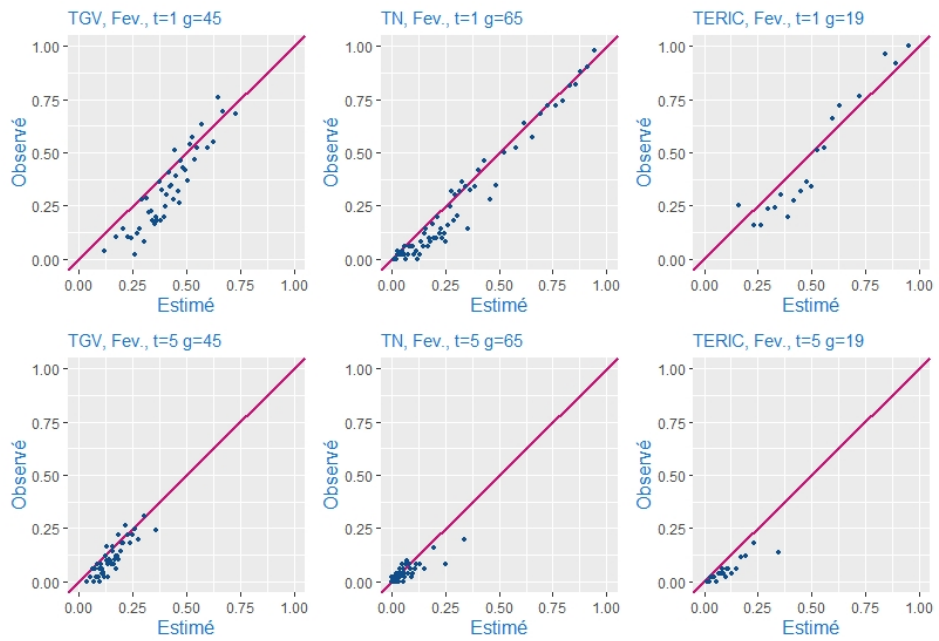 TGV, Fev., t=1 g=45
TN, Fev., t=1 g=65
TERIC, Fev., t=1 g=19
1.00
0.75
0.50
0.25
0.00
Observé
0.00 0.25 0.50 0.75 1.00
Estimé
1.00
0.75
0.50
0.25
0.00
Observé
0.00 0.25 0.50 0.75 1.00
Estimé
1.00
0.75
0.50
0.25
0.00
Observé
0.00 0.25 0.50 0.75 1.00
Estimé
TGV, Fev., t=5 g=45
TN, Fev., t=5 g=65
TERIC, Fev., t=5 g=19
1.00
0.75
0.50
0.25
0.00
Observé
0.00 0.25 0.50 0.75 1.00
Estimé
1.00
0.75
0.50
0.25
0.00
Observé
0.00 0.25 0.50 0.75 1.00
Estimé
1.00
0.75
0.50
0.25
0.00
Observé
0.00 0.25 0.50 0.75 1.00
Estimé